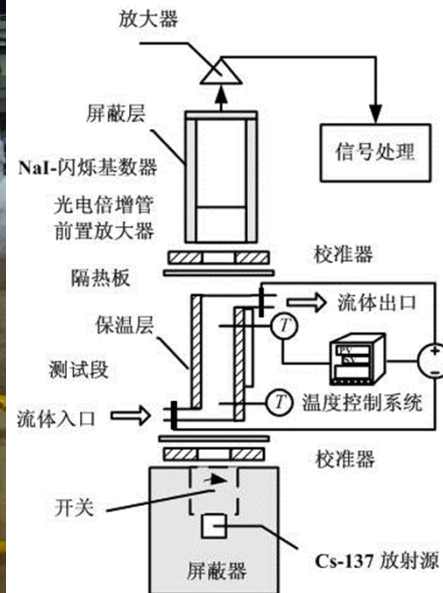 放大器
屏蔽层
信号处理
NaI-闪烁基数器
光电倍增管
前置放大器
校准器
隔热板
流体出口
保温层
T
测试段
T
温度控制系统
流体入口
校准器
开关
Cs-137 放射源
屏蔽器